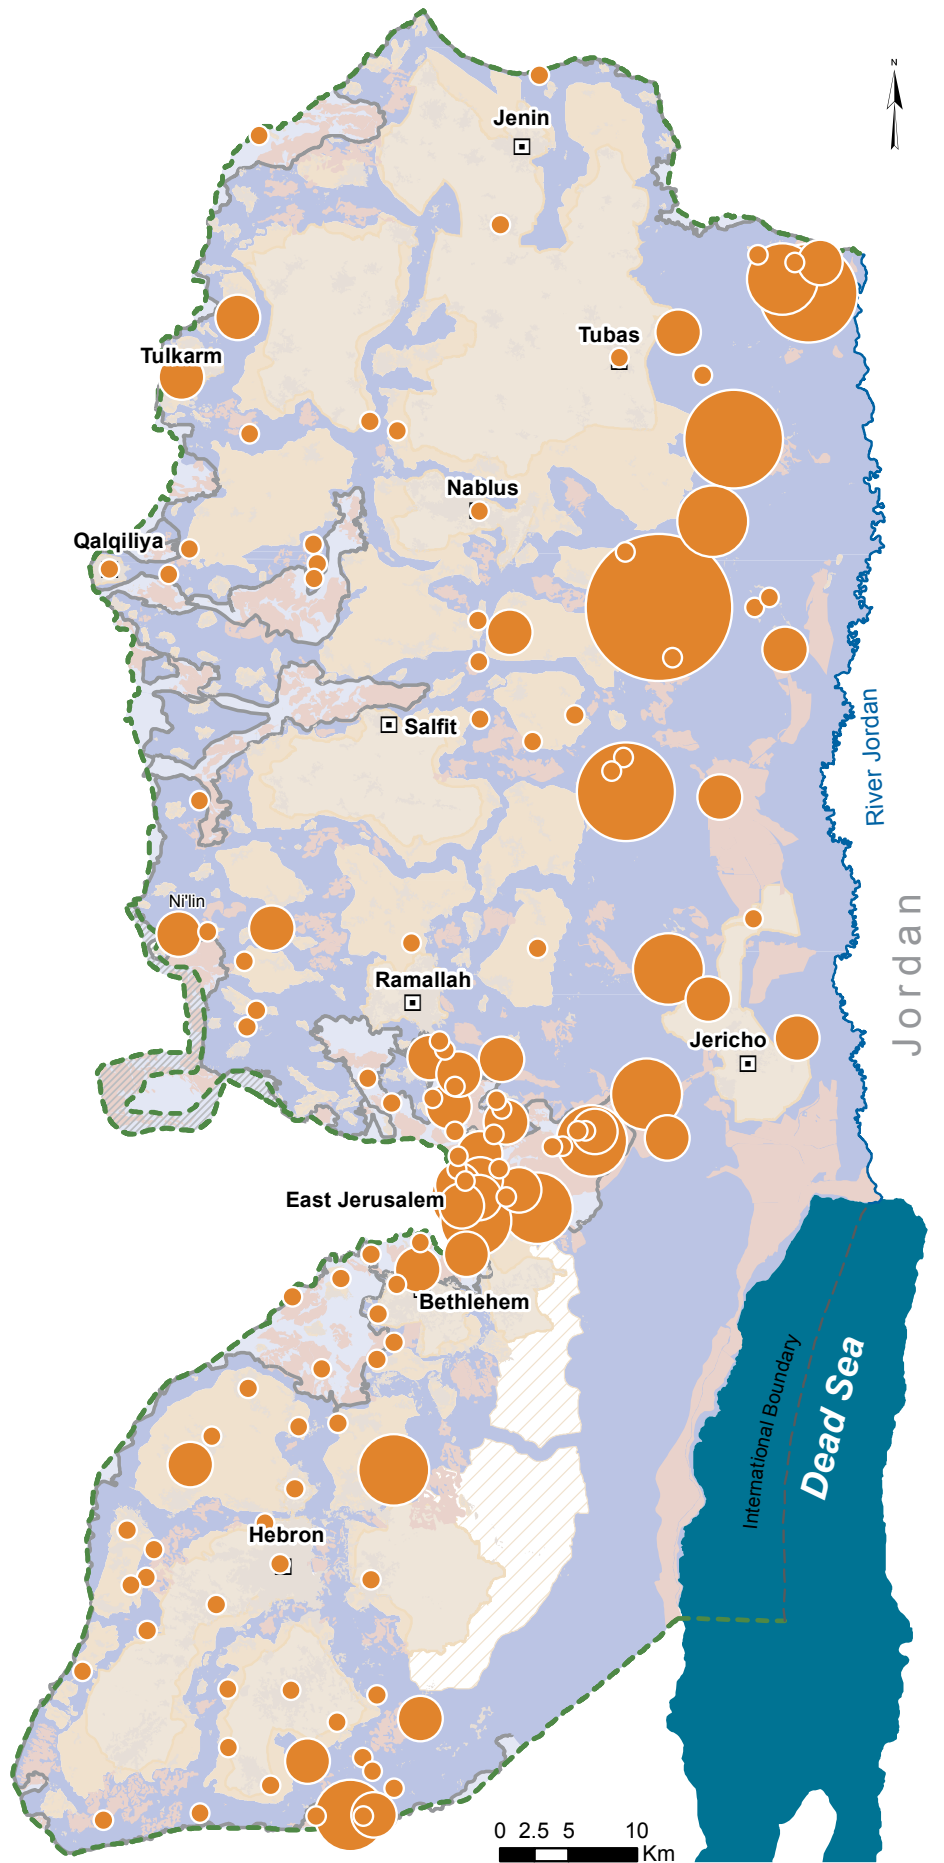 N
Jenin
Tubas
Tulkarm
Nablus
Qalqiliya
Salfit
River Jordan
Ni'lin
Jordan
Ramallah
Jericho
East Jerusalem
Bethlehem
International Boundary
Dead Sea
Hebron
0 2.5 5 10
Km